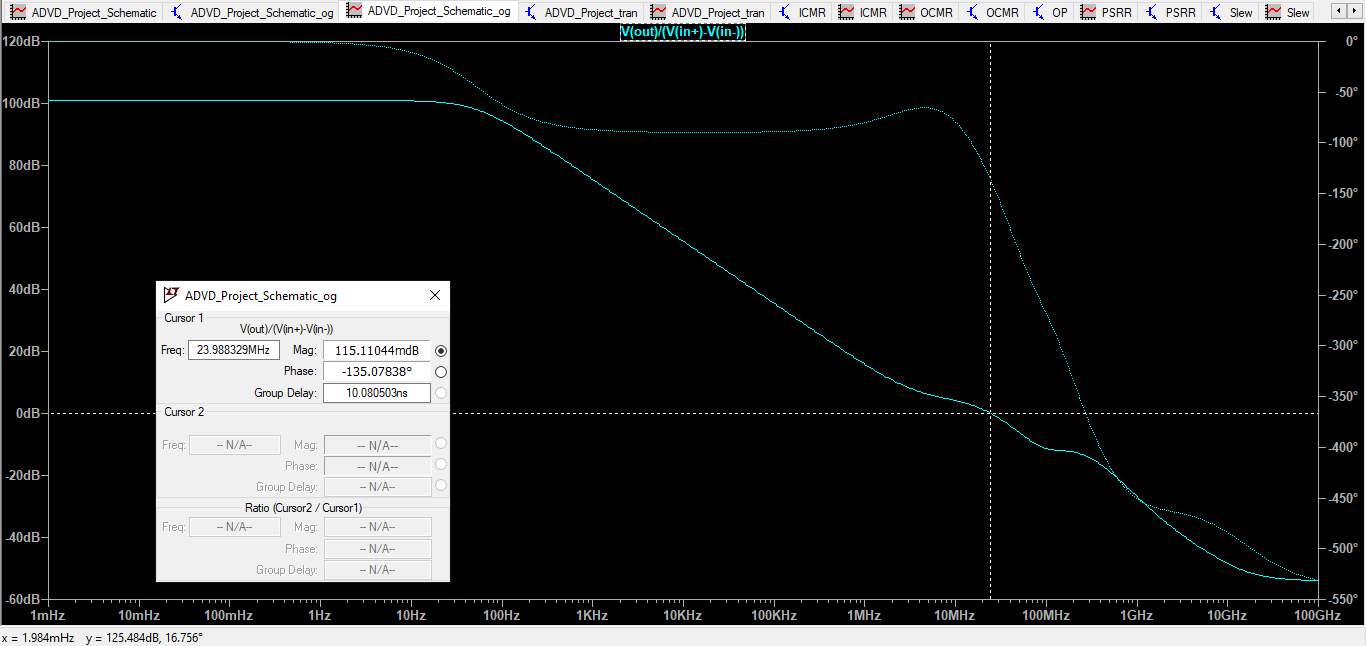 ADVD_Project_Schematic ADVD_Project_Schematic_og ADVD_Project_Schematic_og ADVD_Project_tran ADVD_Project_tran ICMR ICMR OCMR OCMR OP PSRR PSRR Slew Slew
V(out)/(V(in+)-V(in-))
120dB 0°
100dB -50°
-100°
80dB
-150°
60dB -200°
40dB -250°
-300°
20dB
-350°
0dB
-400°
-20dB
-450°
-40dB
-500°
-60dB -550°
ADVD_Project_Schematic_og
Cursor 1
V(out)/(V(in+)-V(in-))
Freq: 23.988329MHz Mag: 115.11044mdB
Phase: -135.07838°
Group Delay: 10.080503ns
Cursor 2
Freq: -- N/A-- Mag: -- N/A--
Phase: -- N/A--
Group Delay: -- N/A--
Ratio (Cursor2 / Cursor1)
Freq: -- N/A-- Mag: -- N/A--
Phase: -- N/A--
Group Delay: -- N/A--
1mHz 10mHz 100mHz 1Hz 10Hz 100Hz 1KHz 10KHz 100KHz 1MHz 10MHz 100MHz 1GHz 10GHz 100GHz
x = 1.984mHz y = 125.484dB, 16.756°